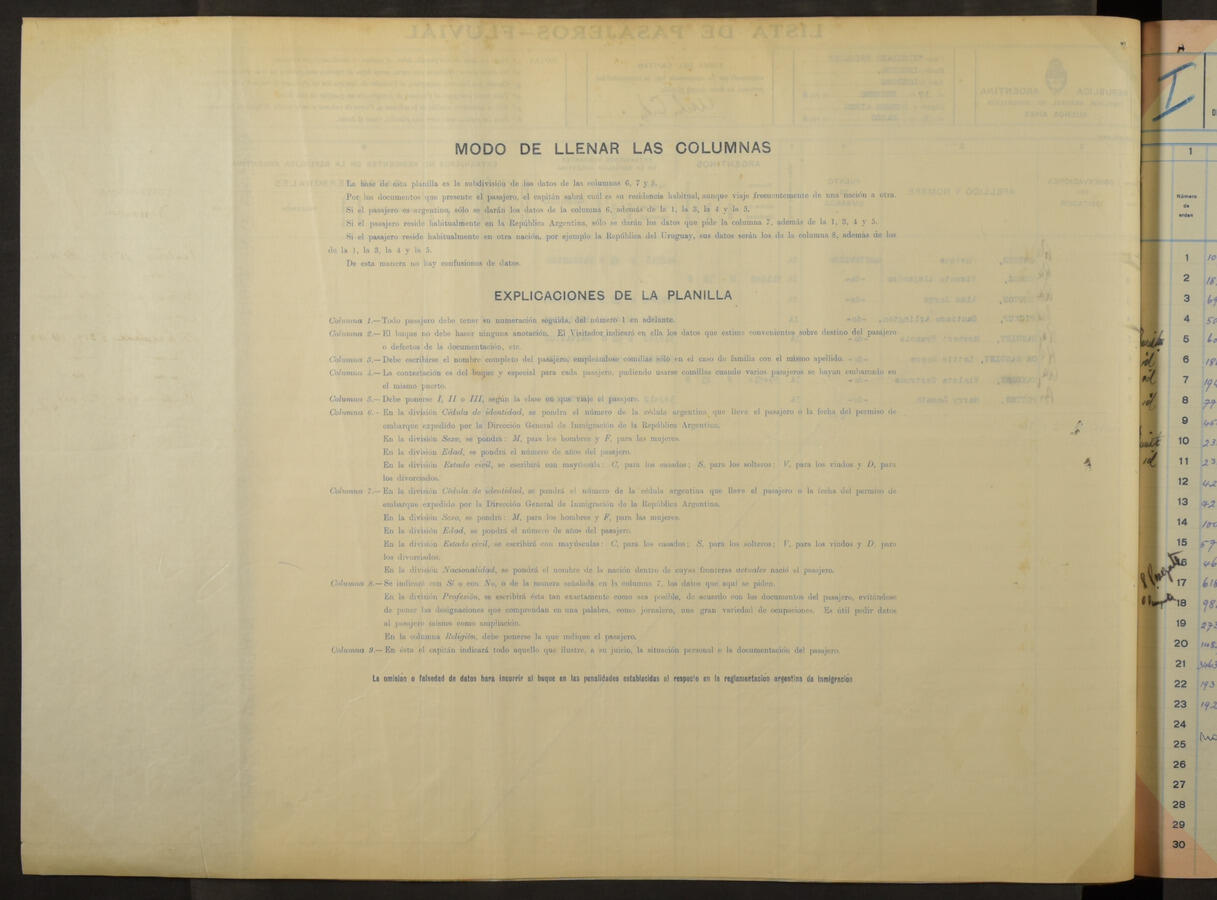 MODO DE LLENAR LAS COLUMNAS
La base de esta planilla es la subdivisión de los datos de las columnas 6, 7 y 8.
Por los documentos que presente el pasajero, el capitán sabrá cuál es su residencia habitual, aunque viaje frecuentemente de una nación a otra.
Si el pasajero es argentino, sólo se darán los datos de la columna 6, además de la 1, la 3, la 4 y la 5.
Si el pasajero reside habitualmente en la República Argentina, sólo se darán los datos que pide la columna 7, además de la 1, 3, 4 y 5.
Si el pasajero reside habitualmente en otra nación, por ejemplo la República del Uruguay, sus datos serán los de la columna 8, además de los
de la 1, la 3, la 4 y la 5.
De esta manera no hay confusiones de datos.
EXPLICACIONES DE LA PLANILLA
Columna 1.—Todo pasajero debe tener su numeración seguida, del número 1 en adelante.
Columna 2.—El buque no debe hacer ninguna anotación. El Visitador indicará en ella los datos que estime convenientes sobre destino del pasajero
o defectos de la documentación, etc.
Columna 3.—Debe escribirse el nombre completo del pasajero, empleándose comillas sólo en el caso de familia con el mismo apellido.
Columna 4.—La contestación es del buque y especial para cada pasajero, pudiendo usarse comillas cuando varios pasajeros se hayan embarcado en
el mismo puerto.
Columna 5.—Debe ponerse I, II o III, según la clase en que viaje el pasajero.
Columna 6.—En la división Cédula de identidad, se pondra el número de la cédula argentina que lleve el pasajero o la fecha del permiso de
embarque expedido por la Dirección General de Inmigración de la República Argentina.
En la división Sexo, se pondrá: M, para los hombres y F, para las mujeres.
En la división Edad, se pondrá el número de años del pasajero.
En la división Estado civil, se escribirá con mayúscula: C, para los casados; S, para los solteros; V, para los viudos y D, para
los divorciados.
Columna 7.—En la división Cédula de identidad, se pondrá el número de la cédula argentina que lleve el pasajero o la fecha del permiso de
embarque expedido por la Dirección General de Inmigración de la República Argentina.
En la división Sexo, se pondrá: M, para los hombres y F, para las mujeres.
En la división Edad, se pondrá el número de años del pasajero.
En la división Estado civil, se escribirá con mayúsculas: C, para los casados; S, para los solteros; V, para los viudos y D, para
los divorciados.
En la división Nacionalidad, se pondrá el nombre de la nación dentro de cuyas fronteras actuales nació el pasajero.
Columna 8.—Se indicará con Sí o con No, o de la manera señalada en la columna 7, los datos que aquí se piden.
En la división Profesión, se escribirá ésta tan exactamente como sea posible, de acuerdo con los documentos del pasajero, evitándose
de poner las designaciones que comprendan en una palabra, como jornalero, una gran variedad de ocupaciones. Es útil pedir datos
al pasajero mismo como ampliación.
En la columna Religión, debe ponerse la que indique el pasajero.
Columna 9.—En ésta el capitán indicará todo aquello que ilustre, a su juicio, la situación personal o la documentación del pasajero.
La omision o falsedad de datos hara incurrir al buque en las penalidades establecidas al respecto en la reglamentacion argentina de Inmigracion
I
1
Número
de
orden
1
2
3
4
5
6
7
8
9
10
11
12
13
14
15
16
17
18
19
20
21
22
23
24
25
26
27
28
29
30